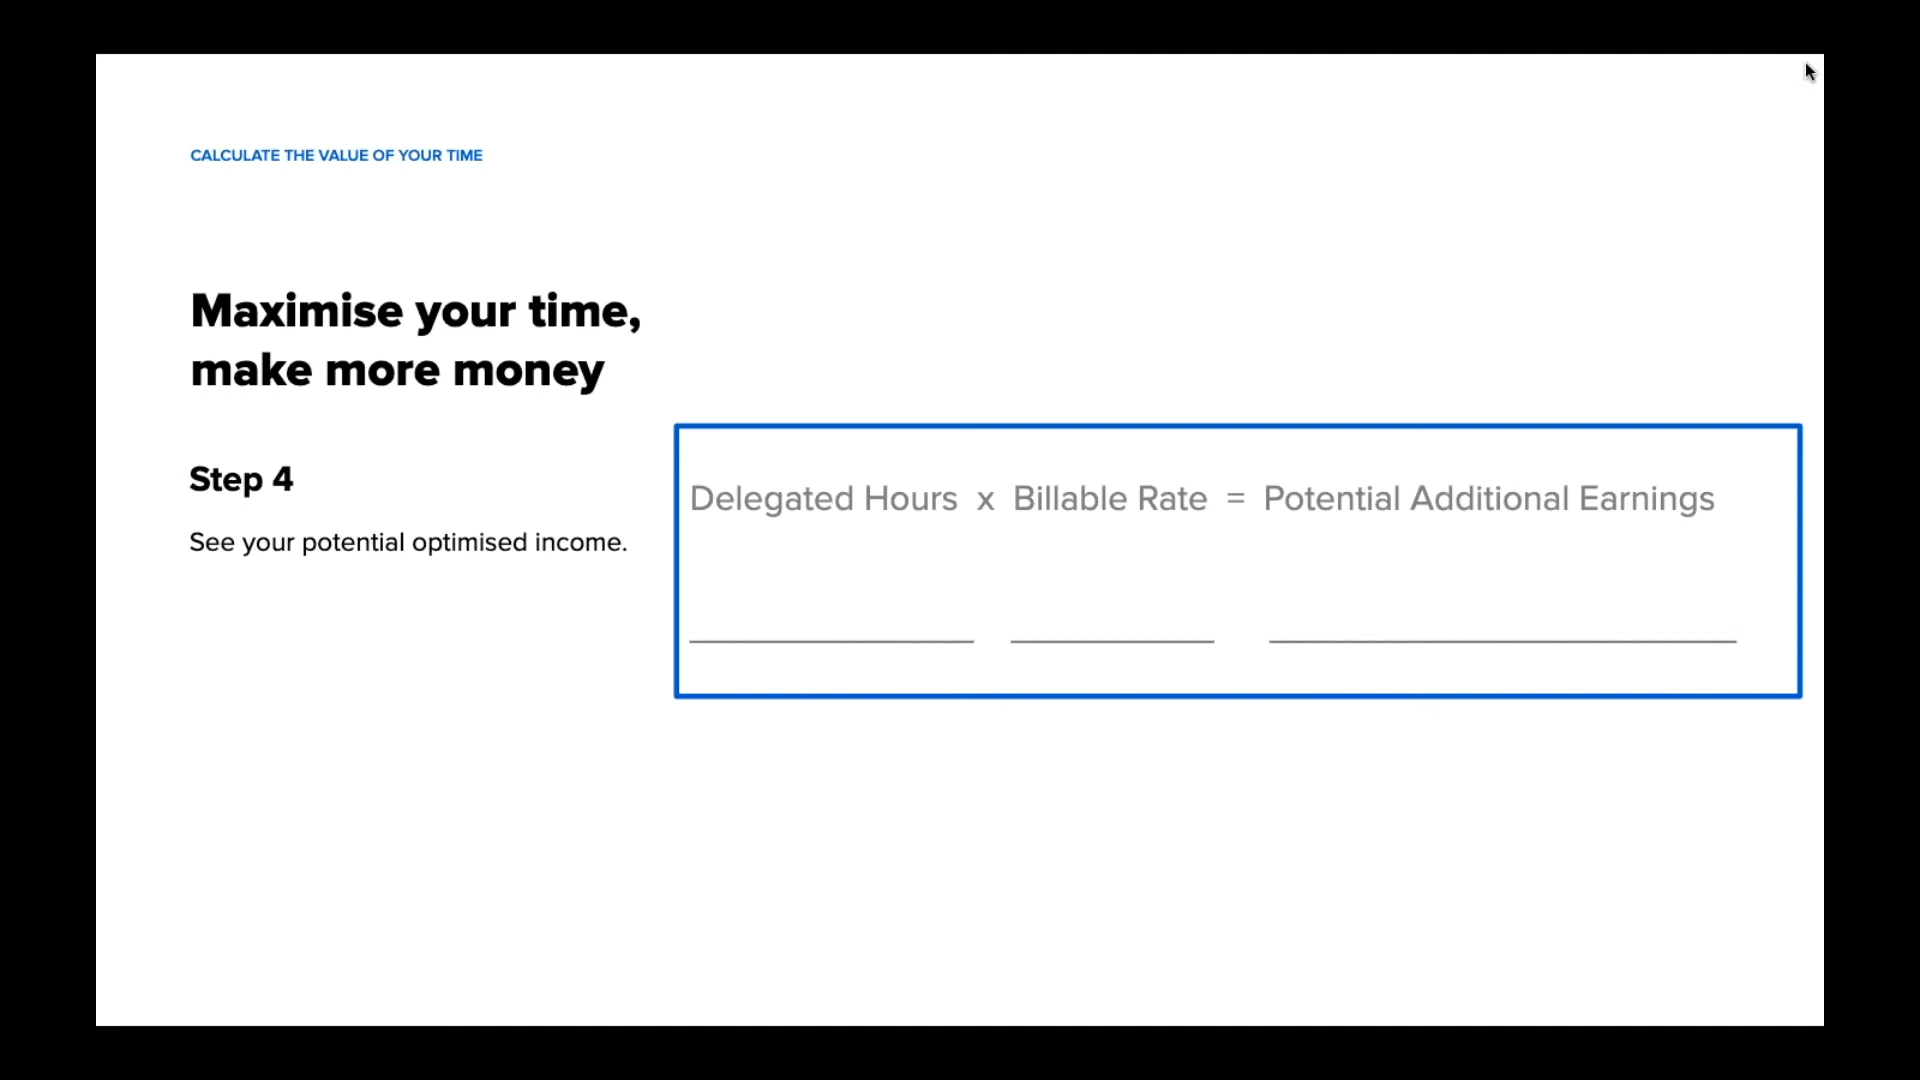 CALCULATE THE VALUE OF YOUR TIME
Maximise your time,
make more money
Step 4
See your potential optimised income.
Delegated Hours x Billable Rate = Potential Additional Earnings